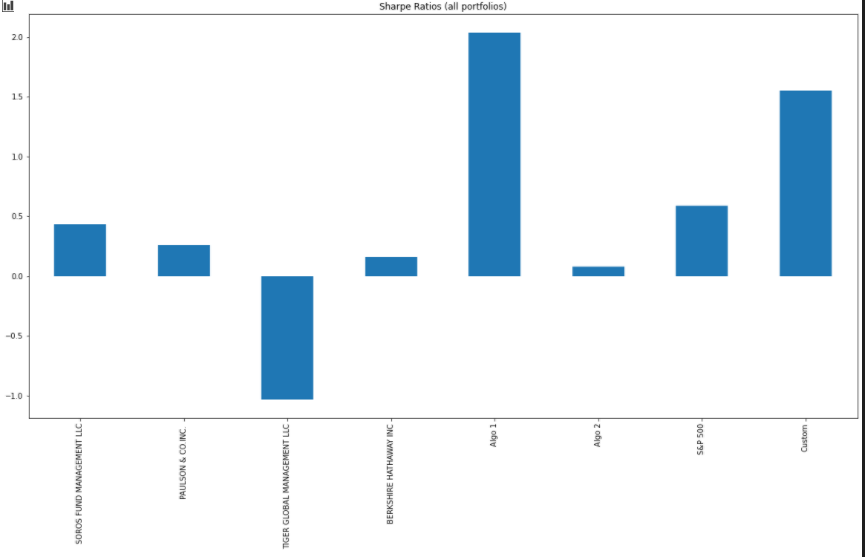 Sharpe Ratios (all portfolios)
2.0
1.5
1.0
0.5
0.0
−0.5
−1.0
SOROS FUND MANAGEMENT LLC
PAULSON & CO INC.
TIGER GLOBAL MANAGEMENT LLC
BERKSHIRE HATHAWAY INC
Algo 1
Algo 2
S&P 500
Custom